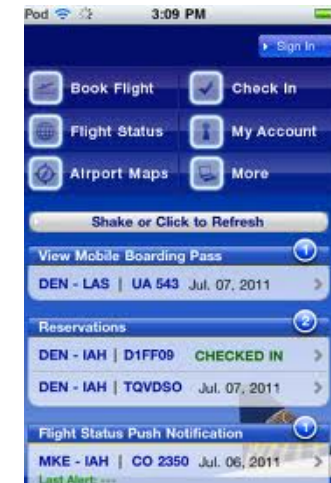 Pod 3:09 PM
Sign In
Book Flight Check In
Flight Status My Account
Airport Maps More
Shake or Click to Refresh
View Mobile Boarding Pass 1
DEN - LAS | UA 543 Jul. 07, 2011
Reservations 2
DEN - IAH | D1FF09 CHECKED IN
DEN - IAH | TQVDSO Jul. 07, 2011
Flight Status Push Notification 1
MKE - IAH | CO 2350 Jul. 06, 2011
Last Alert: ---